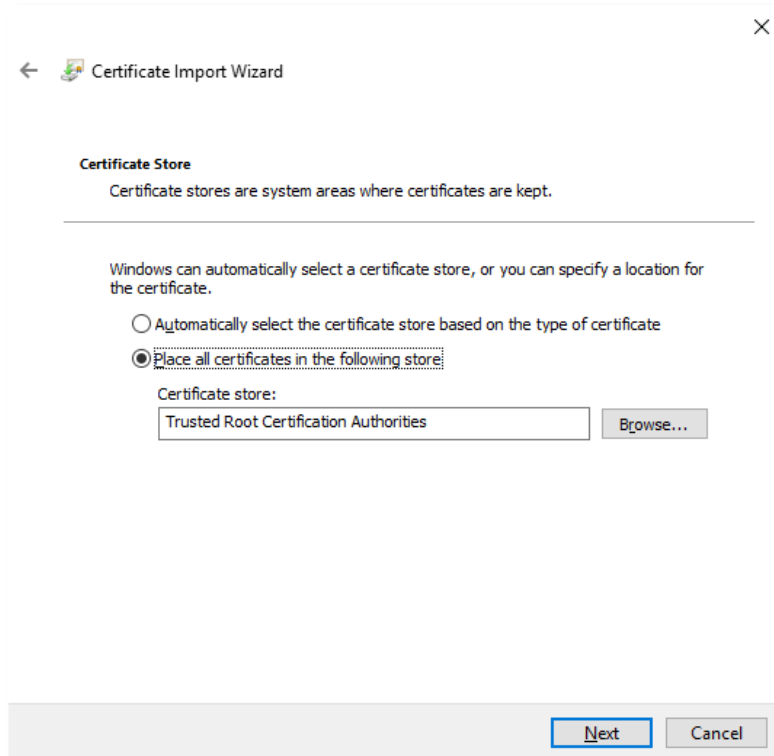 Certificate Import Wizard
Certificate Store
Certificate stores are system areas where certificates are kept.
Windows can automatically select a certificate store, or you can specify a location for
the certificate.
Automatically select the certificate store based on the type of certificate
Place all certificates in the following store
Certificate store:
Trusted Root Certification Authorities
Browse...
Next
Cancel